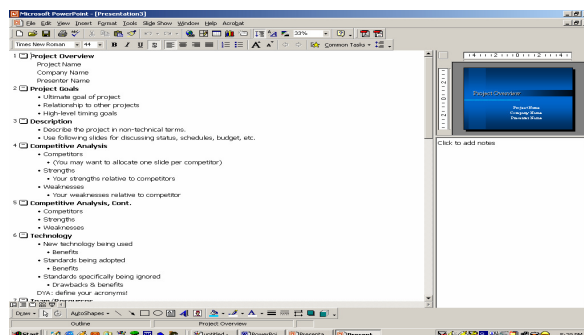 Microsoft PowerPoint - [Presentation3]
File Edit View Insert Format Tools Slide Show Window Help Acrobat
33%
Times New Roman 44 B I U S Common Tasks
1 Project Overview
Project Name
Company Name
Presenter Name
2 Project Goals
• Ultimate goal of project
• Relationship to other projects
• High-level timing goals
3 Description
• Describe the project in non-technical terms.
• Use following slides for discussing status, schedules, budget, etc.
4 Competitive Analysis
• Competitors
• (You may want to allocate one slide per competitor)
• Strengths
• Your strengths relative to competitors
• Weaknesses
• Your weaknesses relative to competitor
5 Competitive Analysis, Cont.
• Competitors
• Strengths
• Weaknesses
6 Technology
• New technology being used
• Benefits
• Standards being adopted
• Benefits
• Standards specifically being ignored
• Drawbacks & benefits
DYA: define your acronyms!
7 Team/Resources
Project Overview
Project Name
Company Name
Presenter Name
Click to add notes
Draw AutoShapes
Outline Project Overview
Start